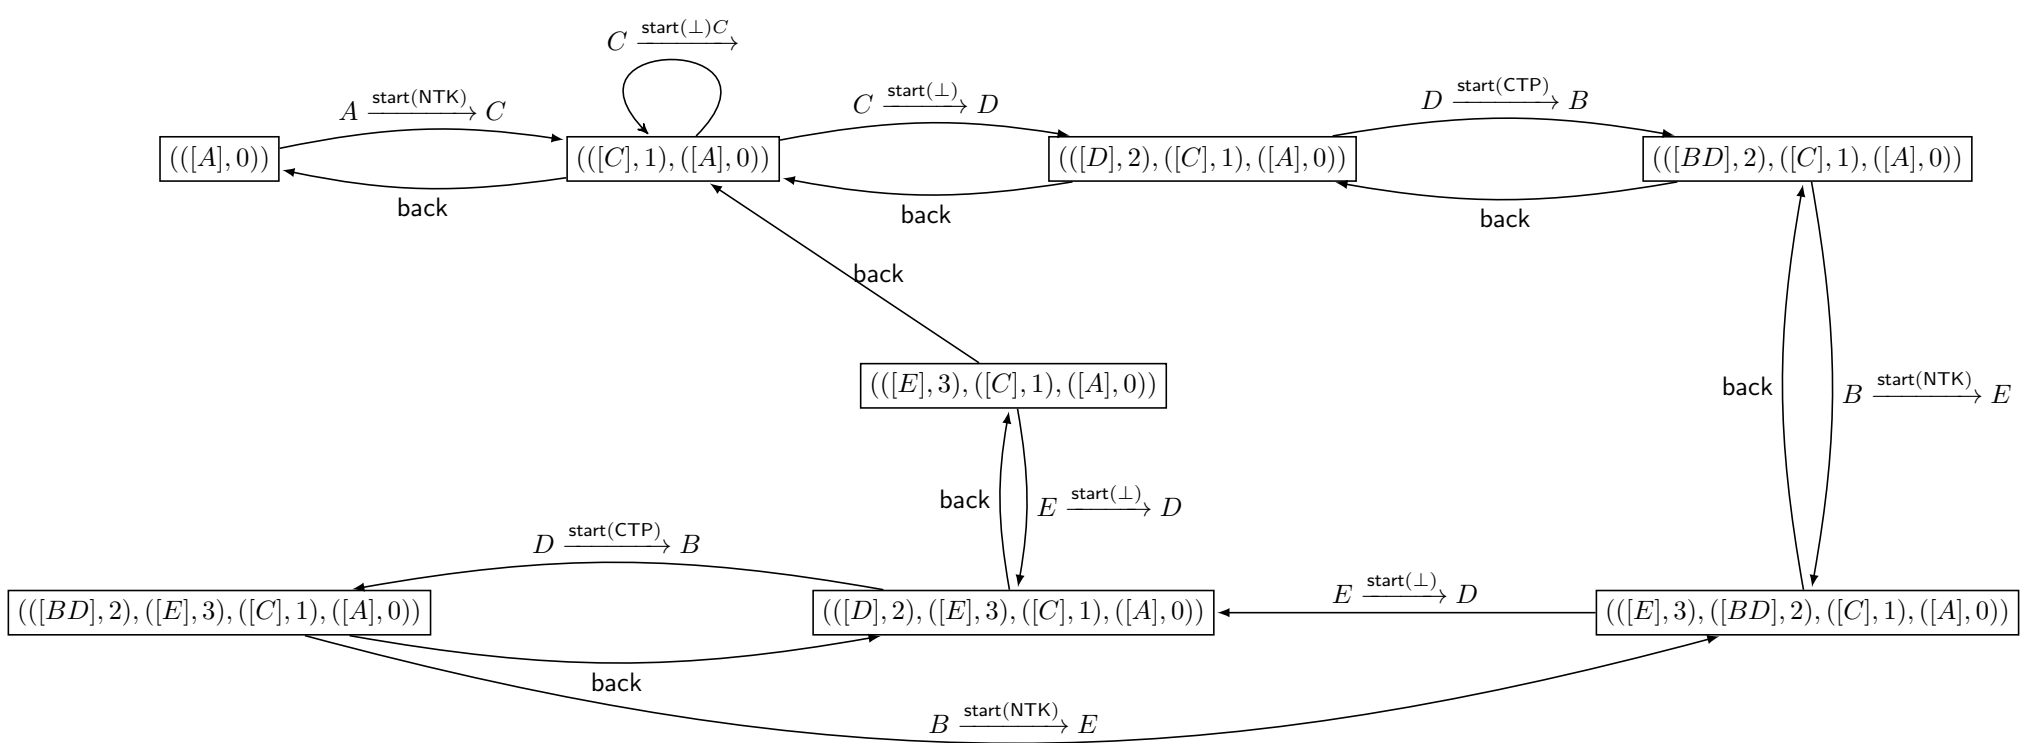 C start(⊥)C→
A start(NTK)→ C
C start(⊥)→ D
D start(CTP)→ B
(([A],0))
(([C],1),([A],0))
(([D],2),([C],1),([A],0))
(([BD],2),([C],1),([A],0))
back
back
back
back
(([E],3),([C],1),([A],0))
back
B start(NTK)→ E
back
E start(⊥)→ D
D start(CTP)→ B
E start(⊥)→ D
(([BD],2),([E],3),([C],1),([A],0))
(([D],2),([E],3),([C],1),([A],0))
(([E],3),([BD],2),([C],1),([A],0))
back
B start(NTK)→ E